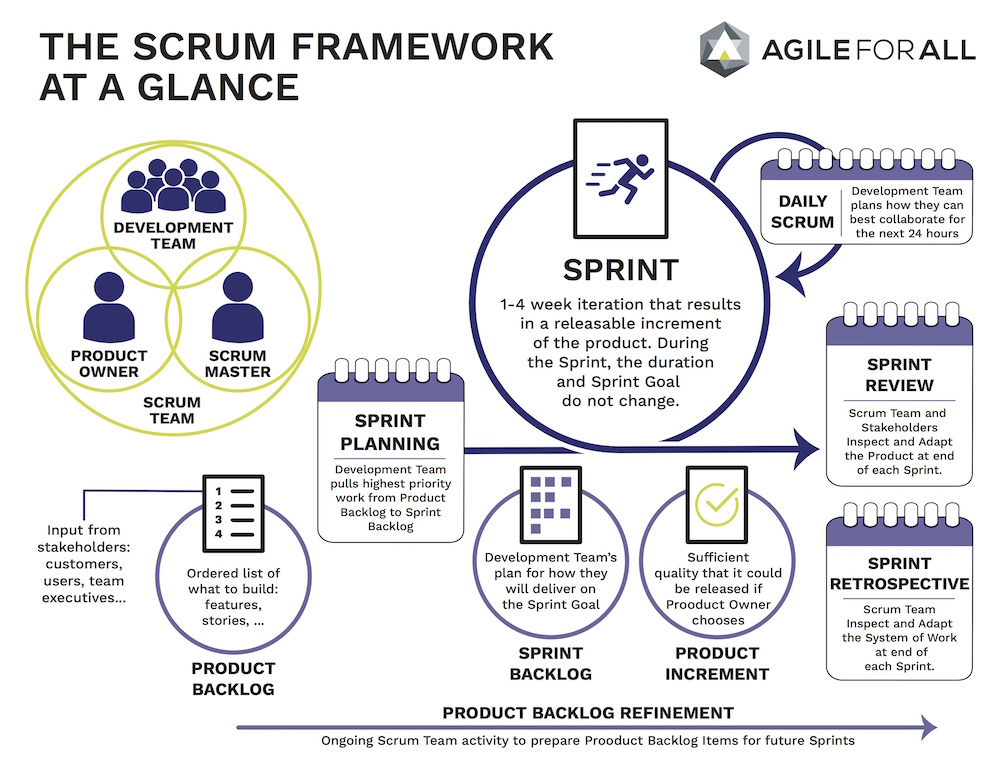 THE SCRUM FRAMEWORK
AT A GLANCE
AGILE FOR ALL
DEVELOPMENT
TEAM
PRODUCT
OWNER
SCRUM
MASTER
SCRUM
TEAM
SPRINT
1-4 week iteration that results
in a releasable increment
of the product. During
the Sprint, the duration
and Sprint Goal
do not change.
DAILY
SCRUM
Development Team
plans how they can
best collaborate for
the next 24 hours
SPRINT
PLANNING
Development Team
pulls highest priority
work from Product
Backlog to Sprint
Backlog
SPRINT
REVIEW
Scrum Team and
Stakeholders
Inspect and Adapt
the Product at end
of each Sprint.
Input from
stakeholders:
customers,
users, team
executives...
1
2
3
4
Ordered list of
what to build:
features,
stories, ...
PRODUCT
BACKLOG
Development Team's
plan for how they
will deliver on
the Sprint Goal
SPRINT
BACKLOG
Sufficient
quality that it could
be released if
Prooduct Owner
chooses
PRODUCT
INCREMENT
SPRINT
RETROSPECTIVE
Scrum Team
Inspect and Adapt
the System of Work
at end of
each Sprint.
PRODUCT BACKLOG REFINEMENT
Ongoing Scrum Team activity to prepare Prooduct Backlog Items for future Sprints